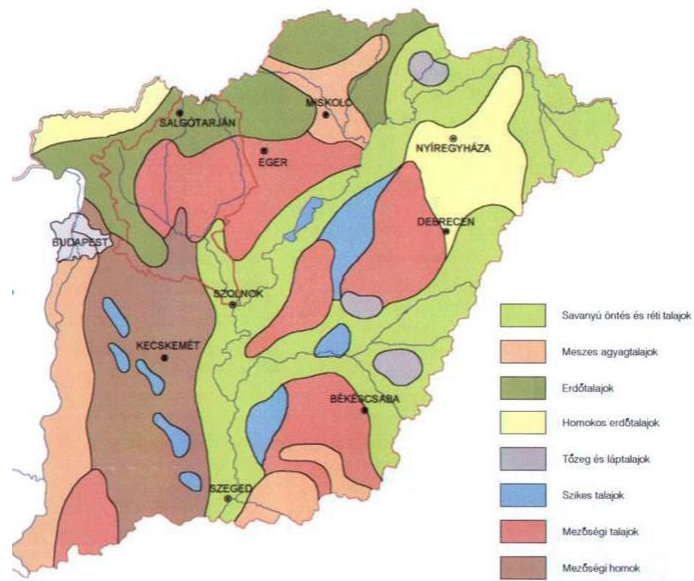 MISKOLC
SALGÓTARJÁN
NYÍREGYHÁZA
EGER
DEBRECEN
BUDAPEST
SZOLNOK
KECSKEMÉT
BÉKÉSCSABA
SZEGED
Savanyú öntés és réti talajok
Meszes agyagtalajok
Erdőtalajok
Homokos erdőtalajok
Tőzeg és láptalajok
Szikes talajok
Mezőségi talajok
Mezőségi homok